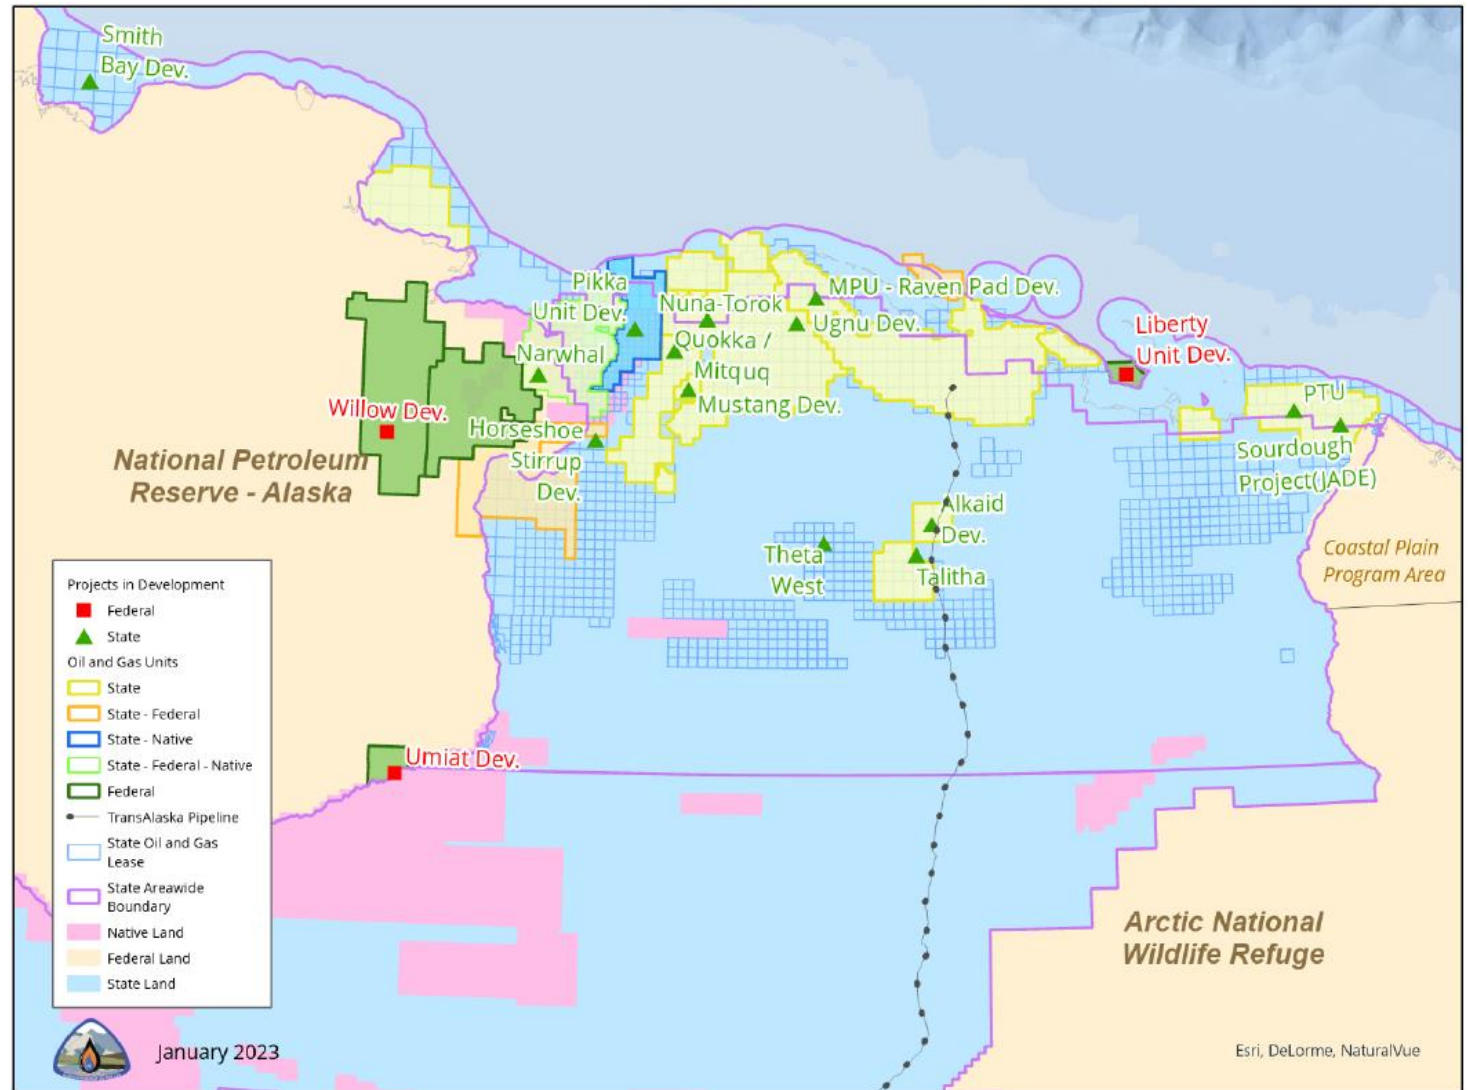 Smith
Bay Dev.
Pikka
Unit Dev.
Nuna-Torok
MPU - Raven Pad Dev.
Ugnu Dev.
Liberty
Unit Dev.
Quokka /
Mitquq
Narwhal
Mustang Dev.
PTU
Willow Dev.
Horseshoe
Stirrup
Dev.
Sourdough
Project(JADE)
National Petroleum
Reserve - Alaska
Alkaid
Dev.
Theta
West
Talitha
Coastal Plain
Program Area
Projects in Development
Federal
State
Oil and Gas Units
State
State - Federal
State - Native
State - Federal - Native
Federal
TransAlaska Pipeline
State Oil and Gas
Lease
State Areawide
Boundary
Native Land
Federal Land
State Land
Umiat Dev.
Arctic National
Wildlife Refuge
January 2023
Esri, DeLorme, NaturalVue